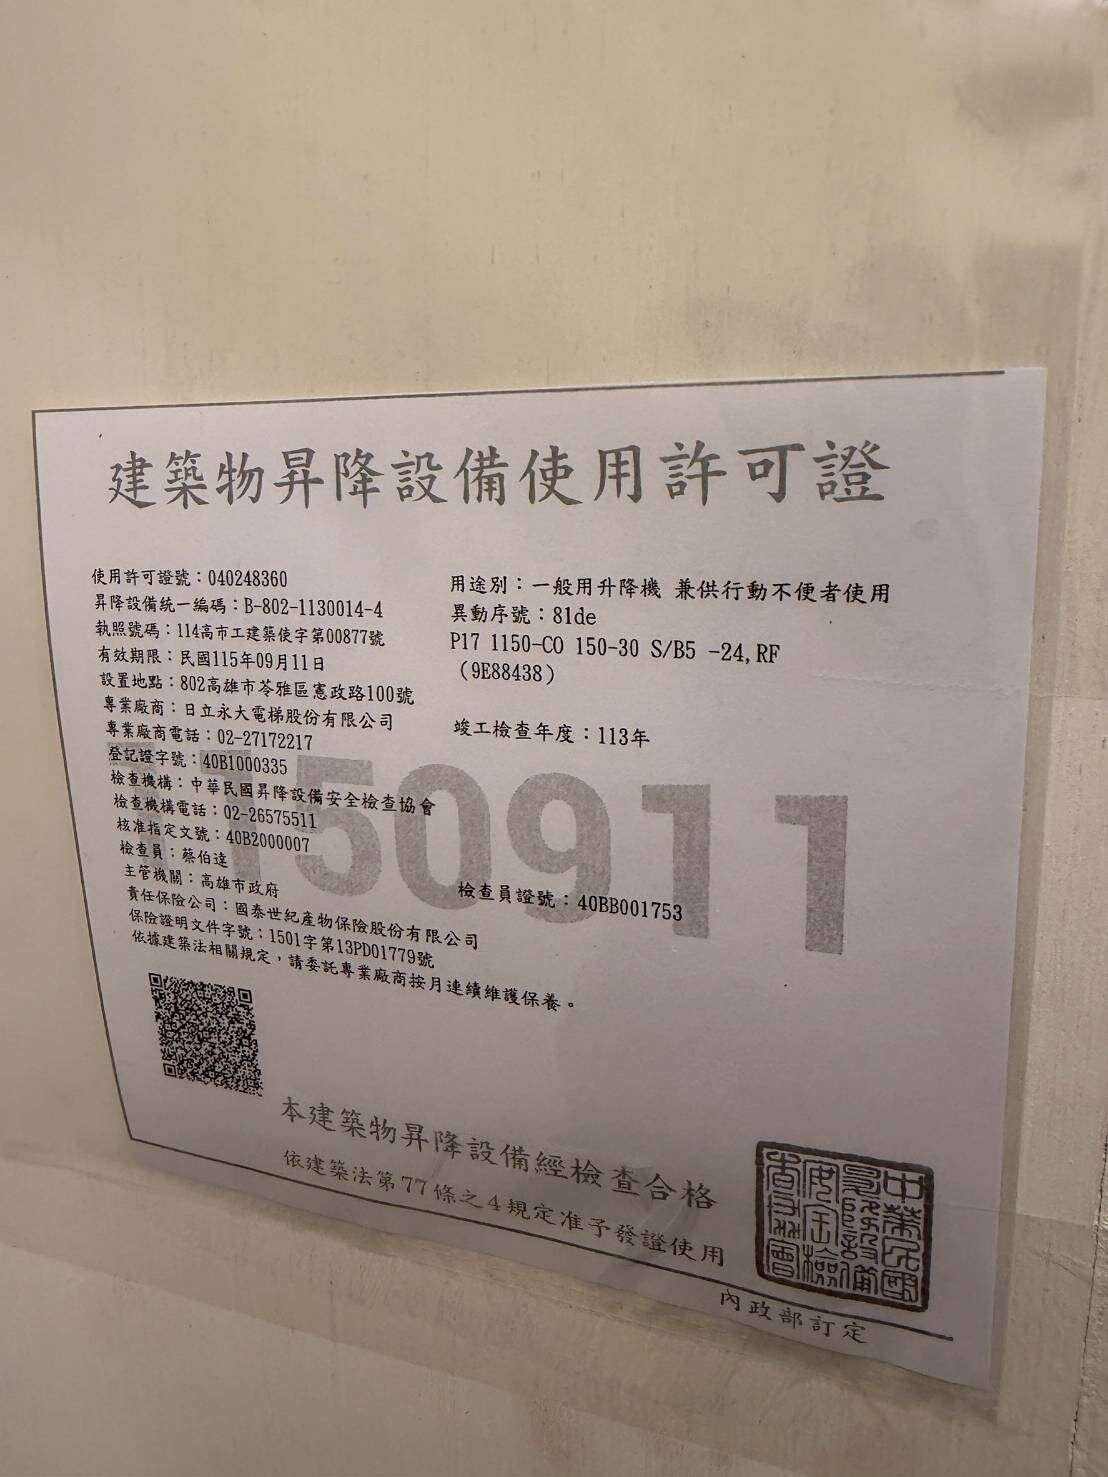 建築物昇降設備使用許可證
使用許可證號：040248360
昇降設備統一編碼：B-802-1130014-4
執照號碼：114高市工建築使字第00877號
有效期限：民國115年09月11日
設置地點：802高雄市苓雅區憲政路100號
專業廠商：日立永大電梯股份有限公司
專業廠商電話：02-27172217
登記證字號：40B1000335
檢查機構：中華民國昇降設備安全檢查協會
檢查機構電話：02-26575511
核准指定文號：40B2000007
檢查員：蔡伯達
主管機關：高雄市政府
責任保險公司：國泰世紀產物保險股份有限公司
保險證明文件字號：1501字第13PD01779號
依據建築法相關規定，請委託專業廠商按月連續維護保養。
用途別：一般用升降機 兼供行動不便者使用
異動序號：81de
P17 1150-CO 150-30 S/B5 -24,RF
（9E88438）
竣工檢查年度：113年
檢查員證號：40BB001753
1150911
本建築物昇降設備經檢查合格
依建築法第77條之4規定准予發證使用
中華民國
昇降設備
安全檢
查協會
內政部訂定